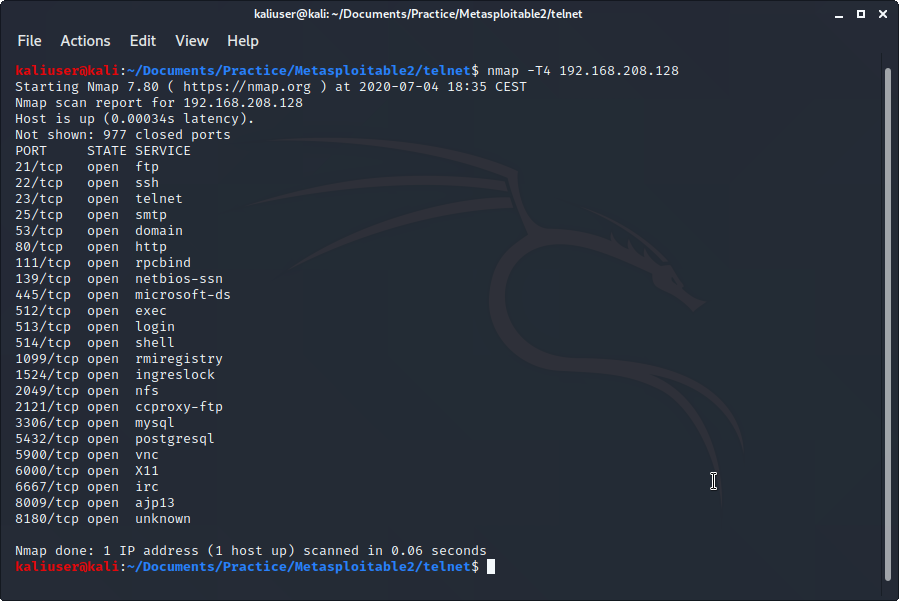 kaliuser@kali: ~/Documents/Practice/Metasploitable2/telnet
File Actions Edit View Help
kaliuser@kali:~/Documents/Practice/Metasploitable2/telnet$ nmap -T4 192.168.208.128
Starting Nmap 7.80 ( https://nmap.org ) at 2020-07-04 18:35 CEST
Nmap scan report for 192.168.208.128
Host is up (0.00034s latency).
Not shown: 977 closed ports
PORT     STATE SERVICE
21/tcp   open  ftp
22/tcp   open  ssh
23/tcp   open  telnet
25/tcp   open  smtp
53/tcp   open  domain
80/tcp   open  http
111/tcp  open  rpcbind
139/tcp  open  netbios-ssn
445/tcp  open  microsoft-ds
512/tcp  open  exec
513/tcp  open  login
514/tcp  open  shell
1099/tcp open  rmiregistry
1524/tcp open  ingreslock
2049/tcp open  nfs
2121/tcp open  ccproxy-ftp
3306/tcp open  mysql
5432/tcp open  postgresql
5900/tcp open  vnc
6000/tcp open  X11
6667/tcp open  irc
8009/tcp open  ajp13
8180/tcp open  unknown
Nmap done: 1 IP address (1 host up) scanned in 0.06 seconds
kaliuser@kali:~/Documents/Practice/Metasploitable2/telnet$